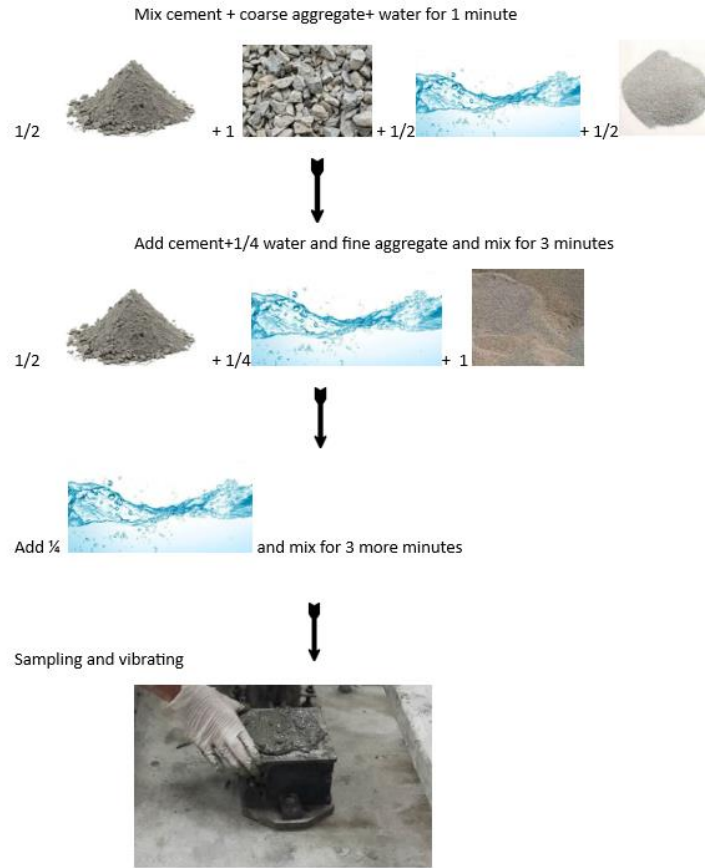 Mix cement + coarse aggregate+ water for 1 minute
1/2 + 1 + 1/2 + 1/2
Add cement+1/4 water and fine aggregate and mix for 3 minutes
1/2 + 1/4 + 1
Add ¼ and mix for 3 more minutes
Sampling and vibrating